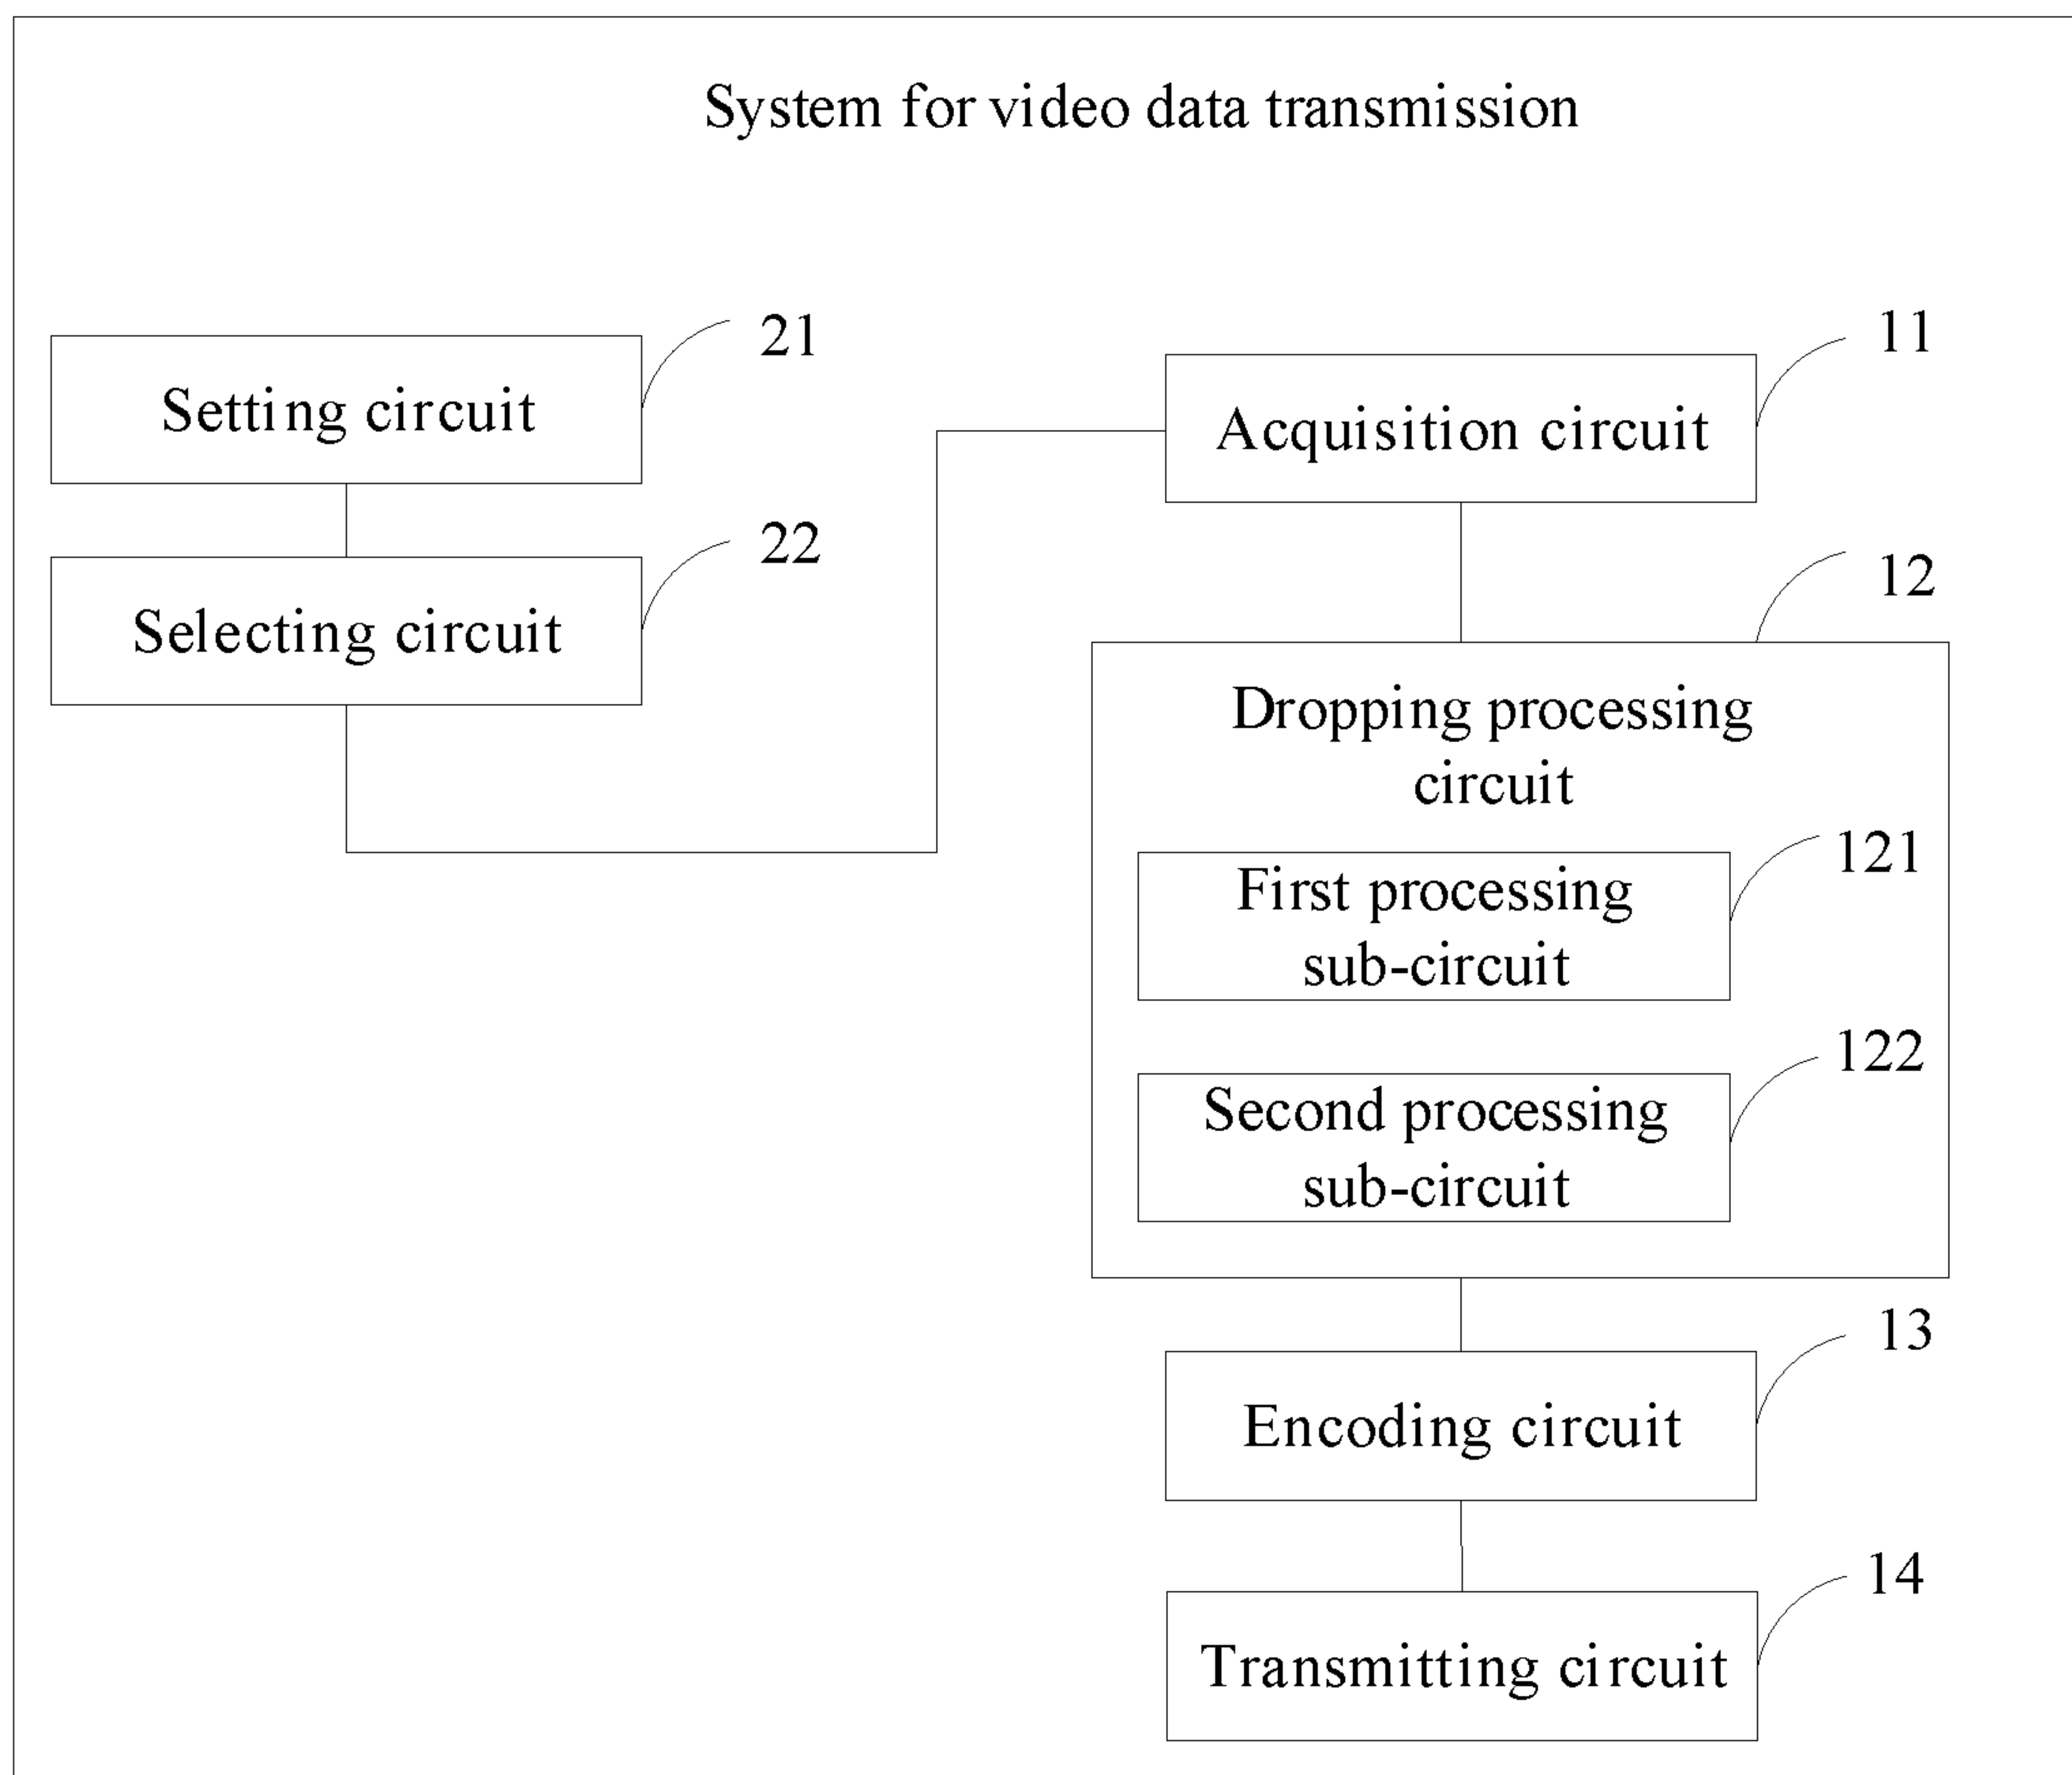 System for video data transmission
21
Setting circuit
22
Selecting circuit
11
Acquisition circuit
12
Dropping processing
circuit
121
First processing
sub-circuit
122
Second processing
sub-circuit
13
Encoding circuit
14
Transmitting circuit